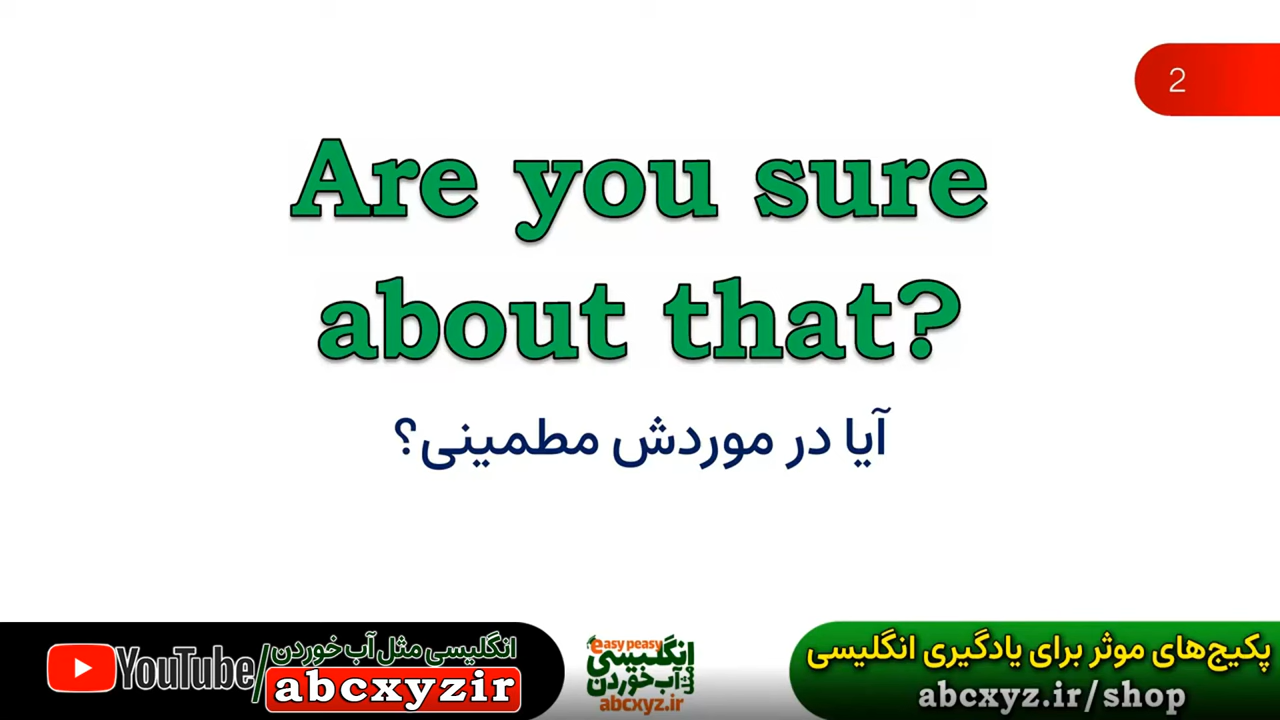 2
Are you sure
about that?
آیا در موردش مطمینی؟
YouTube/
انگلیسی مثل آب خوردن
abcxyzir
easy peasy
انگلیسی
مثل آب خوردن
abcxyz.ir
پکیج‌های موثر برای یادگیری انگلیسی
abcxyz.ir/shop